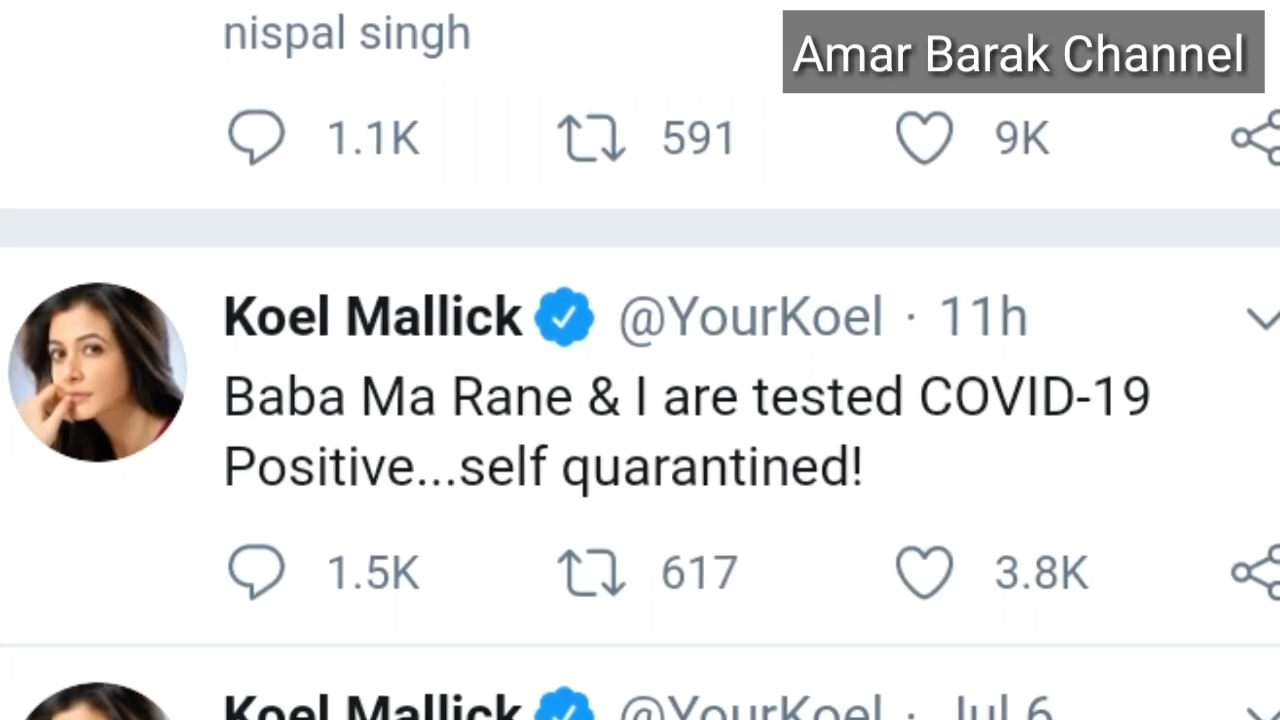 nispal singh
Amar Barak Channel
1.1K 591 9K
Koel Mallick @YourKoel · 11h
Baba Ma Rane & I are tested COVID-19
Positive...self quarantined!
1.5K 617 3.8K
Koel Mallick @YourKoel · Jul 6